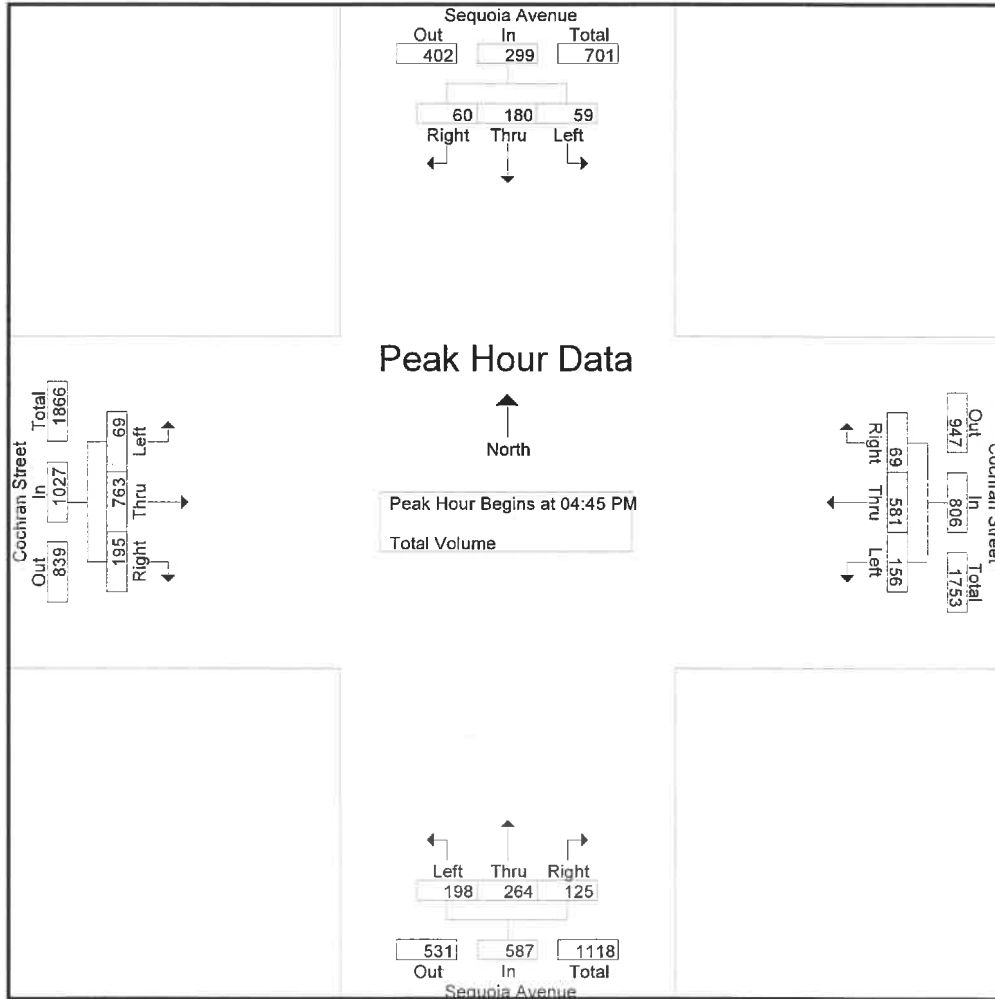 Sequoia Avenue
Out In Total
402 299 701
60 180 59
Right Thru Left
Peak Hour Data
North
Peak Hour Begins at 04:45 PM
Total Volume
Cochran Street
Out In Total
839 1027 1866
195 763 69
Right Thru Left
Cochran Street
Out In Total
947 806 1753
69 581 156
Right Thru Left
Left Thru Right
198 264 125
531 587 1118
Out In Total
Sequoia Avenue